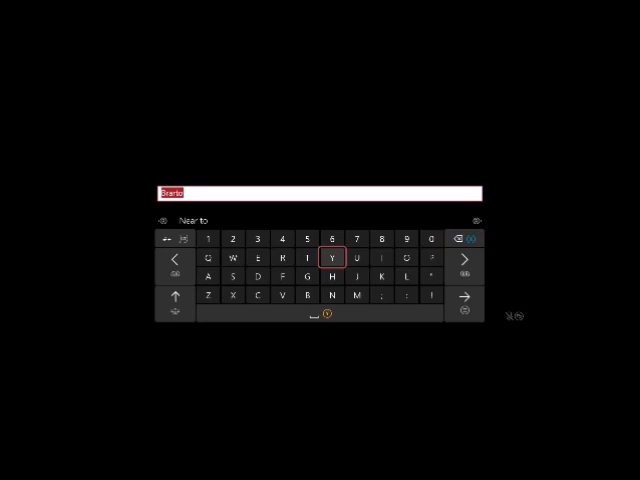 Brarto
Near to
1 2 3 4 5 6 7 8 9 0
Q W E R T Y U I O P
A S D F G H J K L "
Z X C V B N M ; : !
Y